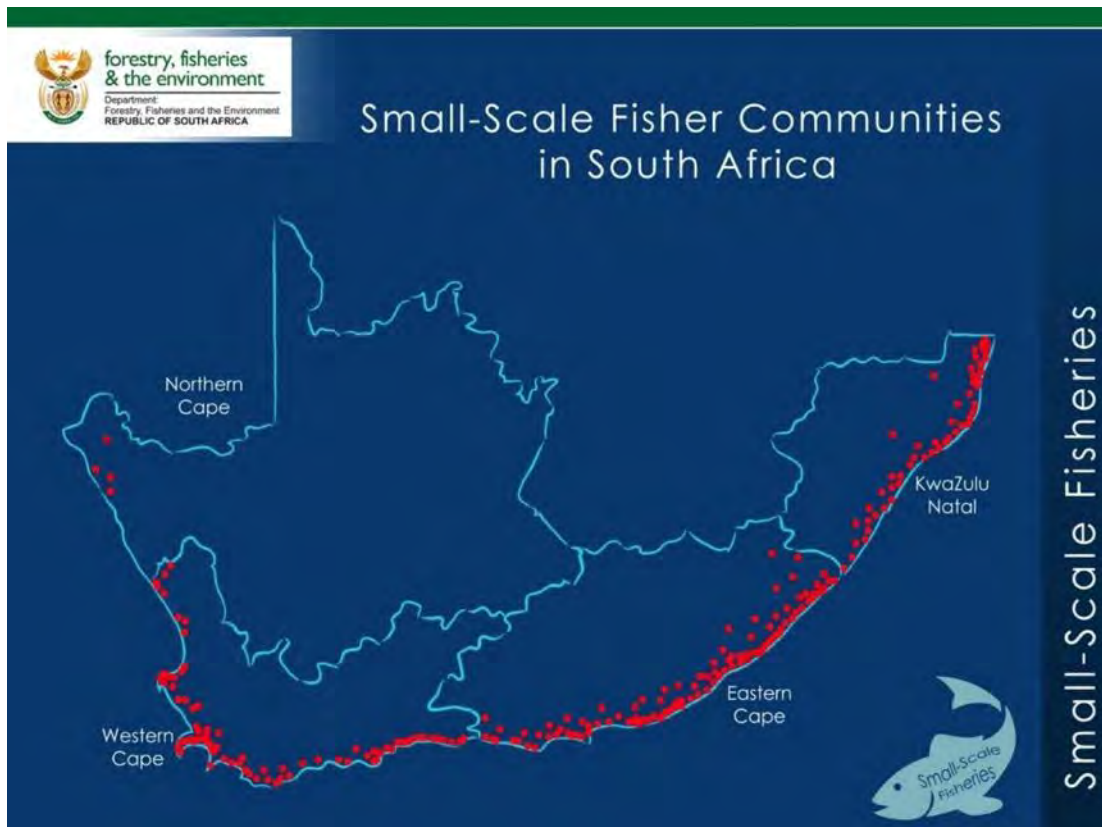 forestry, fisheries
& the environment
Department:
Forestry, Fisheries and the Environment
REPUBLIC OF SOUTH AFRICA
Small-Scale Fisher Communities
in South Africa
Northern
Cape
KwaZulu
Natal
Eastern
Cape
Western
Cape
Small-Scale
Fisheries
Small-Scale Fisheries